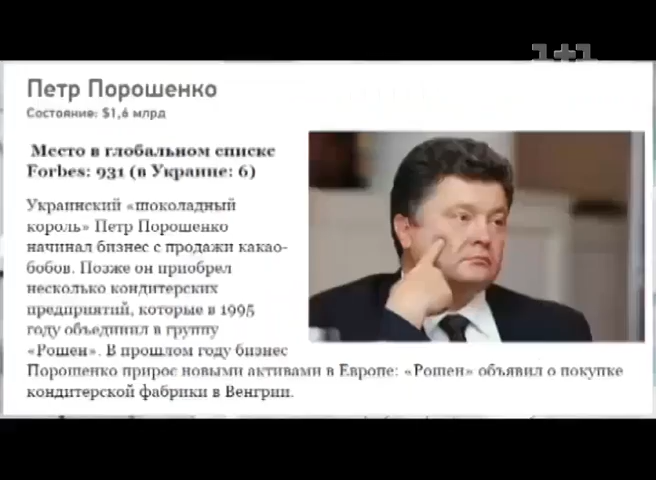 1+1
Петр Порошенко
Состояние: $1,6 млрд
Место в глобальном списке
Forbes: 931 (в Украине: 6)
Украинский «шоколадный
король» Петр Порошенко
начинал бизнес с продажи какао-
бобов. Позже он приобрел
несколько кондитерских
предприятий, которые в 1995
году объединил в группу
«Рошен». В прошлом году бизнес
Порошенко прирос новыми активами в Европе: «Рошен» объявил о покупке
кондитерской фабрики в Венгрии.